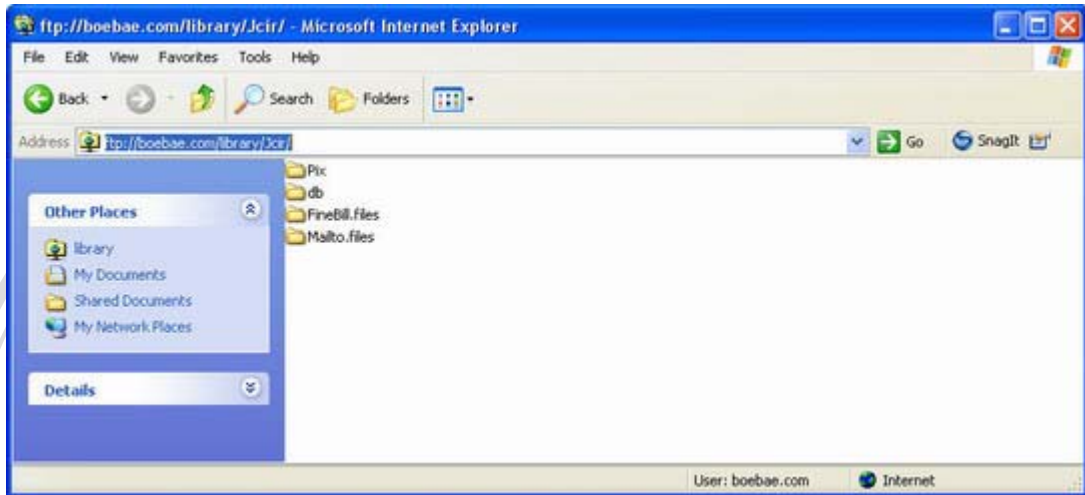 ftp://boebae.com/library/Jcir/ - Microsoft Internet Explorer
File Edit View Favorites Tools Help
Back Search Folders
Address ftp://boebae.com/library/Jcir/ Go SnagIt
Other Places
library
My Documents
Shared Documents
My Network Places
Details
Pix
db
FineBill.files
Mailto.files
User: boebae.com Internet